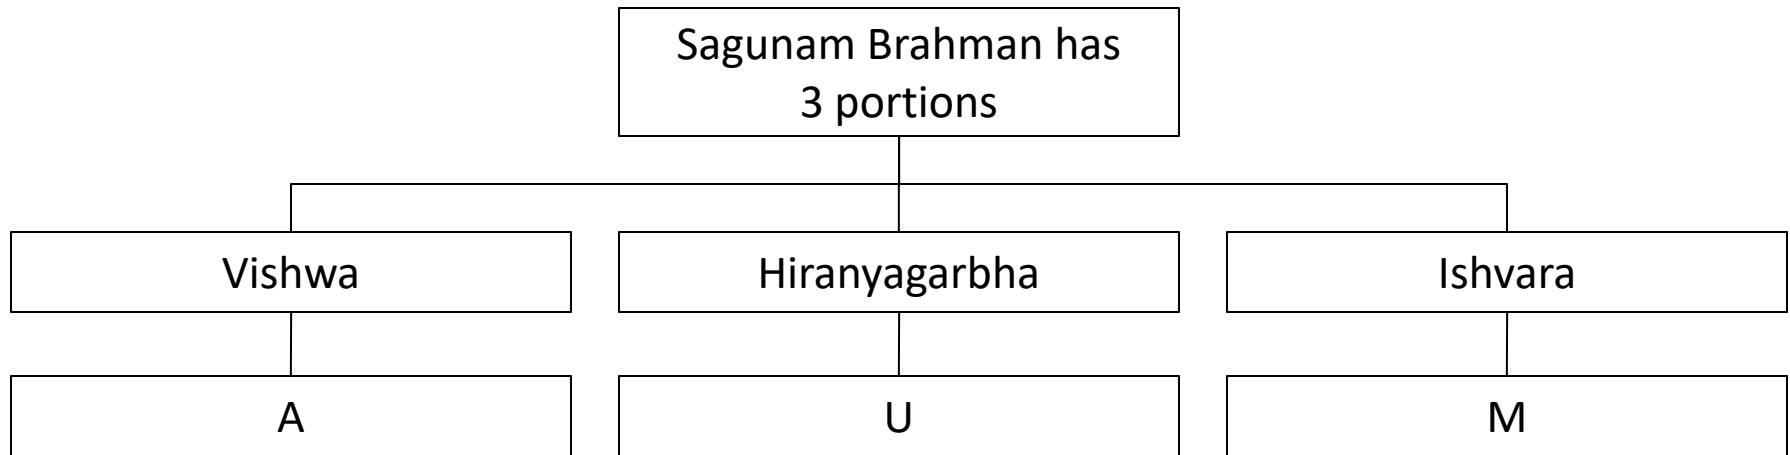 Sagunam Brahman has
3 portions
Vishwa
Hiranyagarbha
Ishvara
A
U
M